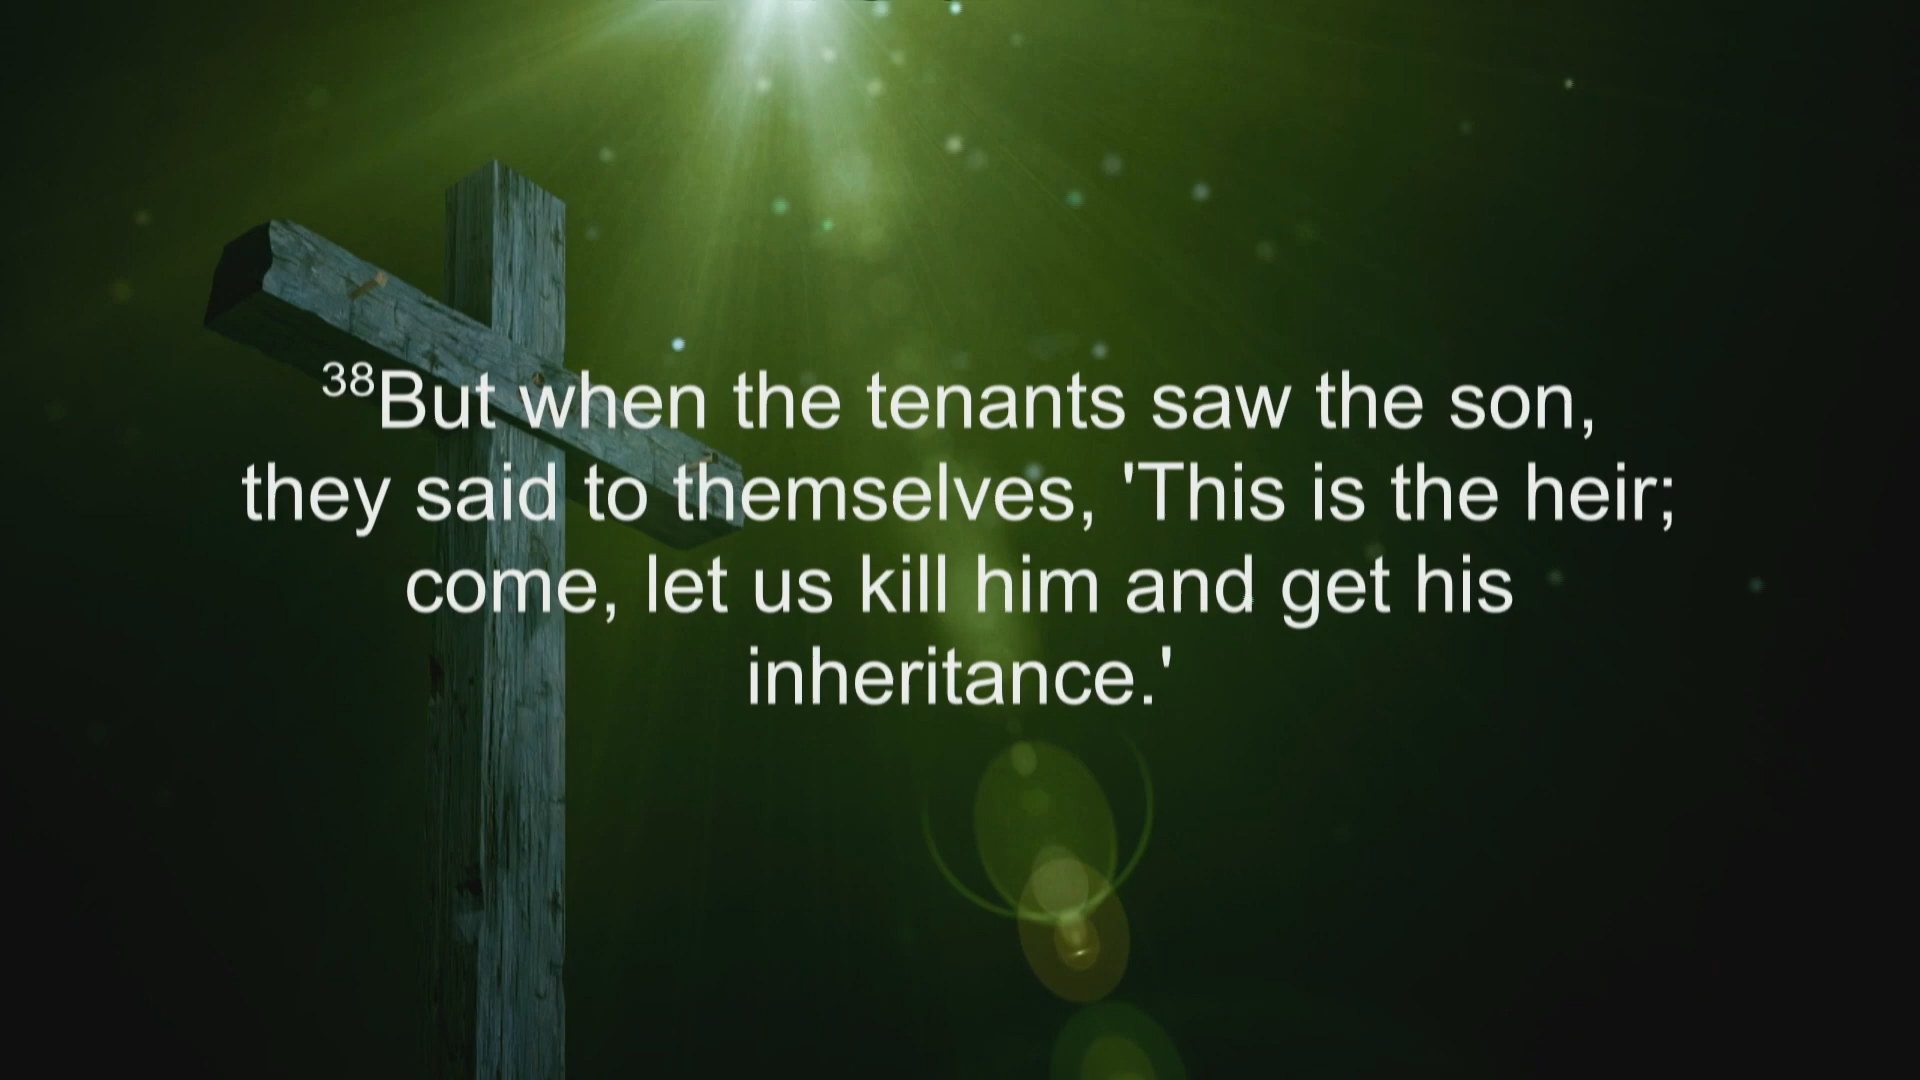 ³⁸But when the tenants saw the son,
they said to themselves, 'This is the heir;
come, let us kill him and get his
inheritance.'